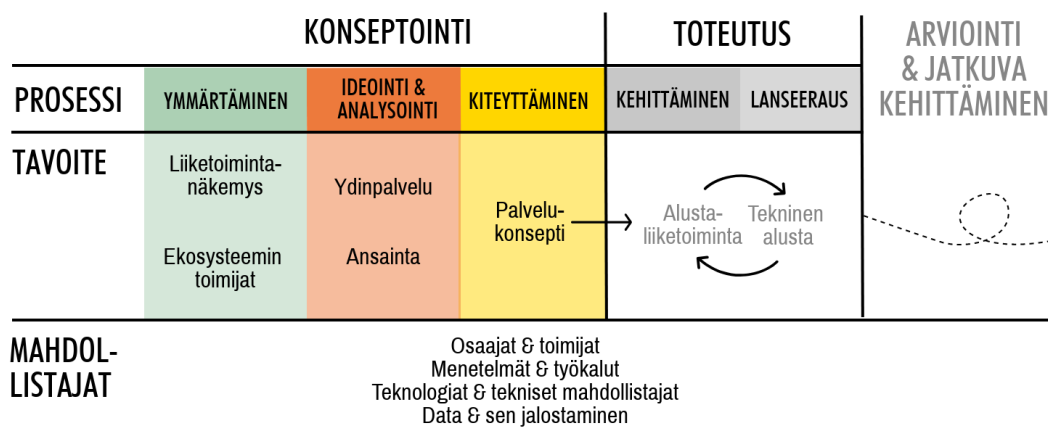 KONSEPTOINTI
TOTEUTUS
ARVIOINTI
& JATKUVA
KEHITTÄMINEN
PROSESSI
YMMÄRTÄMINEN
IDEOINTI &
ANALYSOINTI
KITEYTTÄMINEN
KEHITTÄMINEN
LANSEERAUS
TAVOITE
Liiketoiminta-
näkemys
Ekosysteemin
toimijat
Ydinpalvelu
Ansainta
Palvelu-
konsepti
Alusta-
liiketoiminta
Tekninen
alusta
MAHDOL-
LISTAJAT
Osaajat & toimijat
Menetelmät & työkalut
Teknologiat & tekniset mahdollistajat
Data & sen jalostaminen